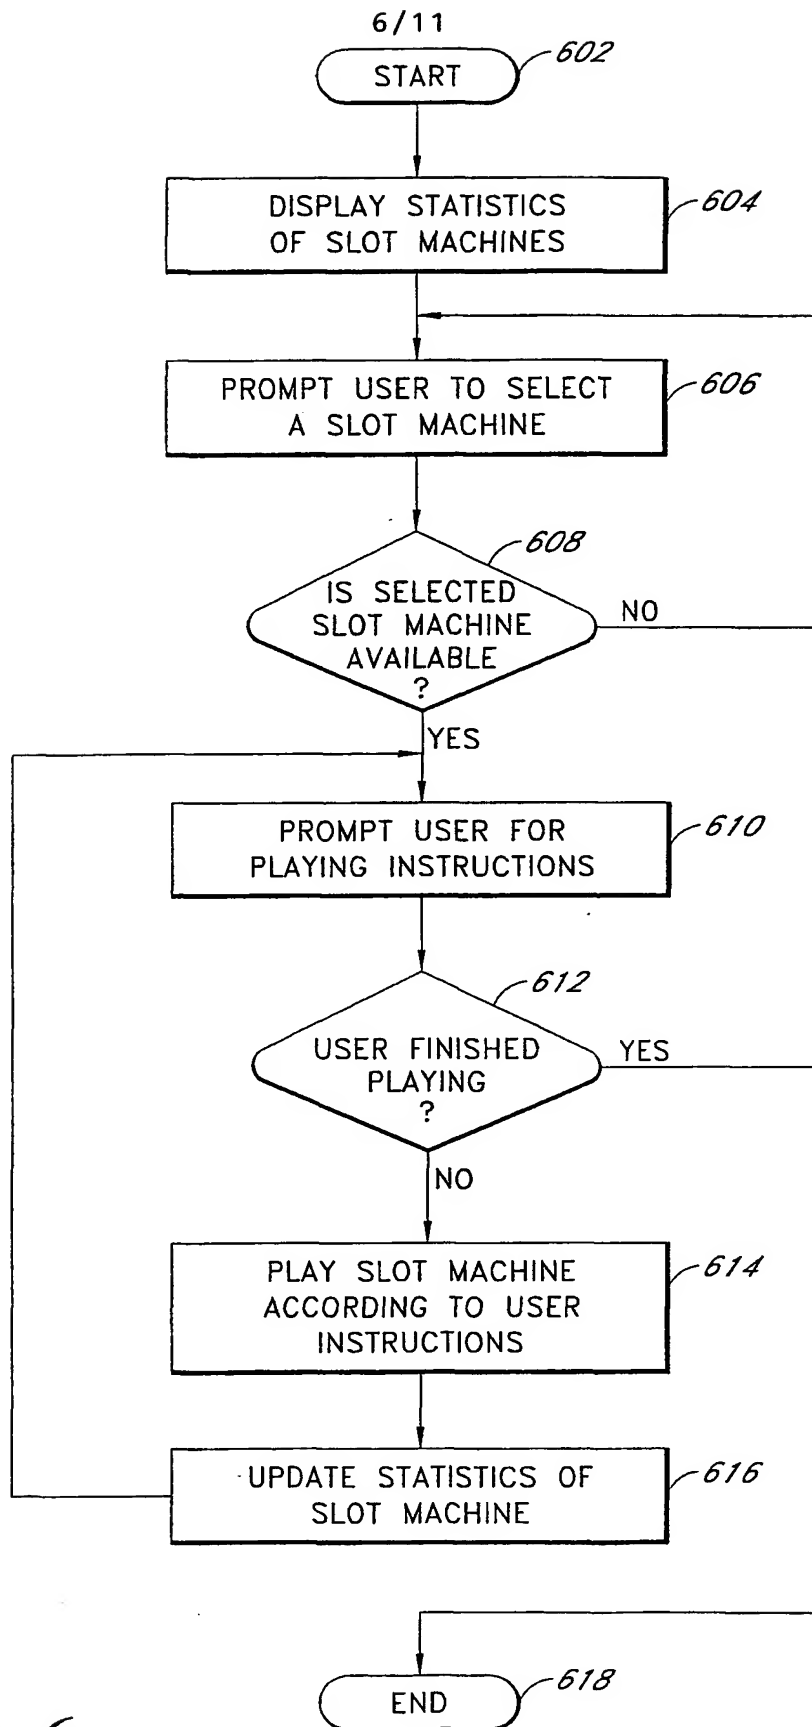 6/11
START
602
DISPLAY STATISTICS
OF SLOT MACHINES
604
PROMPT USER TO SELECT
A SLOT MACHINE
606
608
IS SELECTED
SLOT MACHINE
AVAILABLE
?
NO
YES
PROMPT USER FOR
PLAYING INSTRUCTIONS
610
612
USER FINISHED
PLAYING
?
YES
NO
PLAY SLOT MACHINE
ACCORDING TO USER
INSTRUCTIONS
614
UPDATE STATISTICS OF
SLOT MACHINE
616
END
618